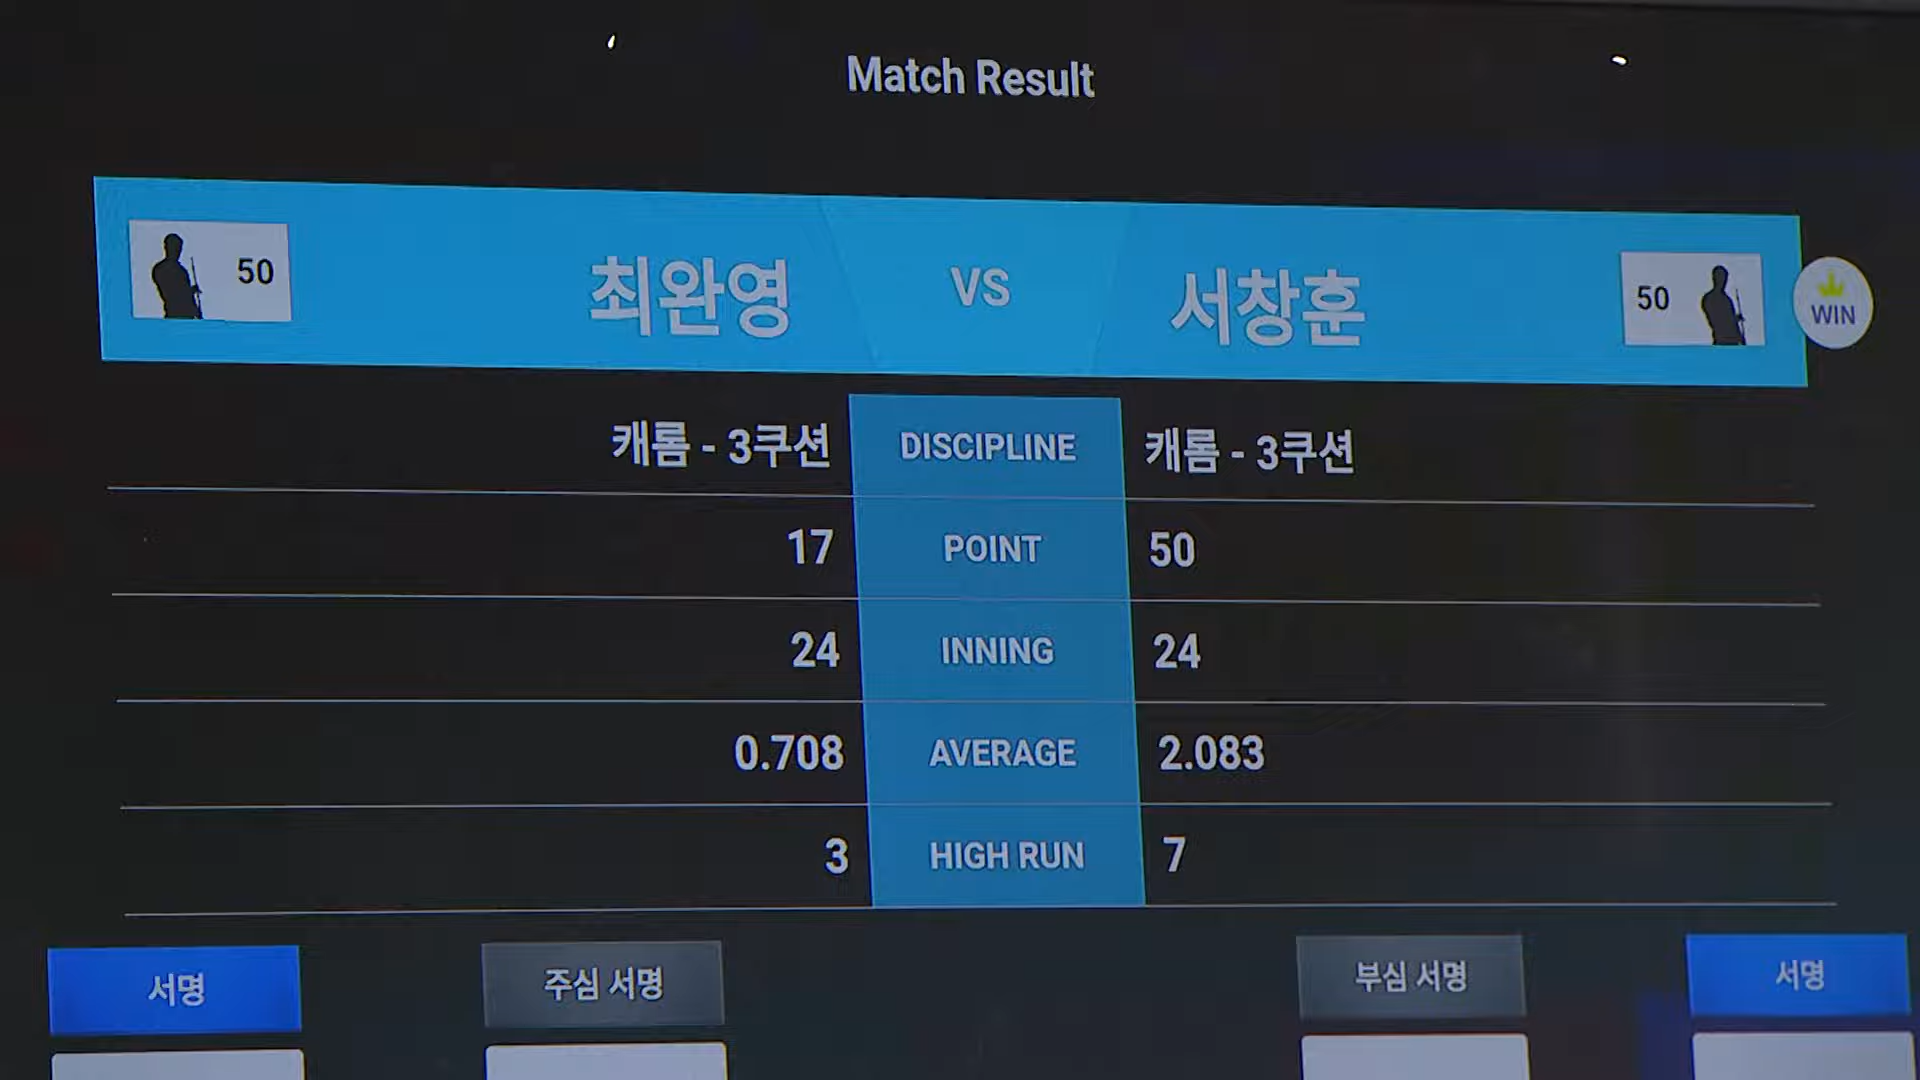 Match Result
50 최완영 VS 서창훈 50 WIN
캐롬 - 3쿠션 DISCIPLINE 캐롬 - 3쿠션
17 POINT 50
24 INNING 24
0.708 AVERAGE 2.083
3 HIGH RUN 7
서명 주심 서명 부심 서명 서명